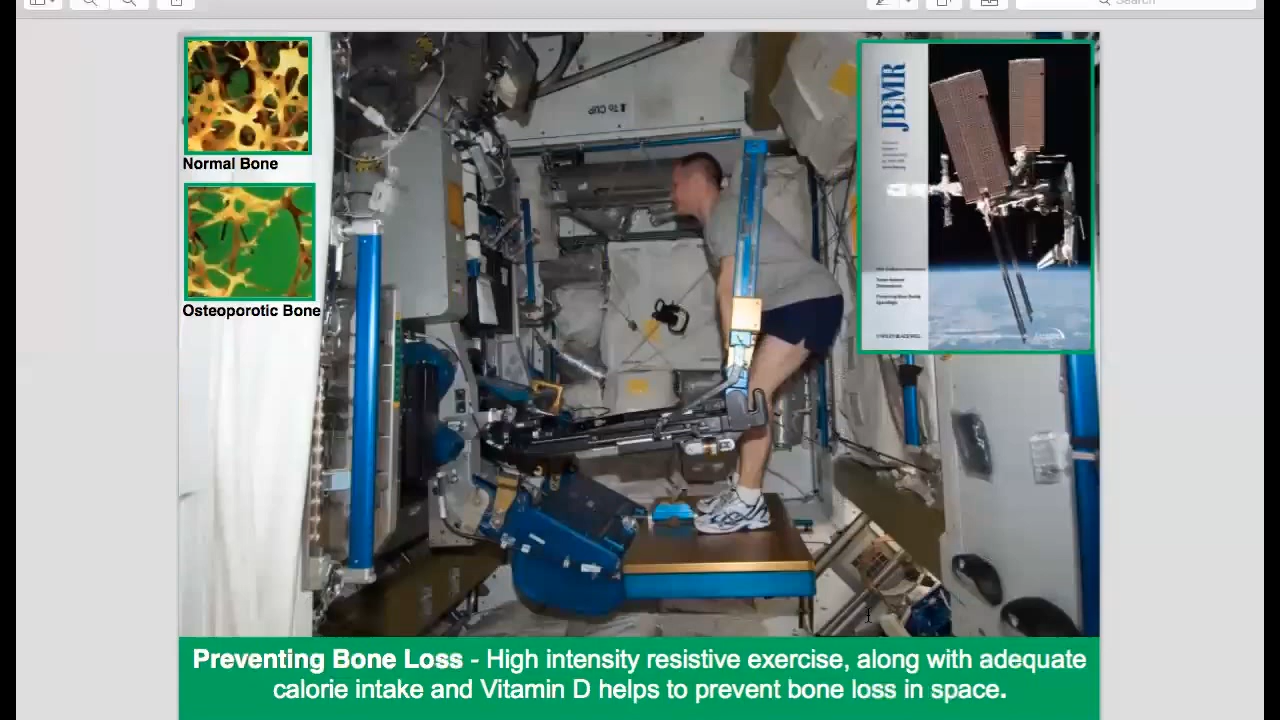 Search
Normal Bone
Osteoporotic Bone
JBMR
Preventing Bone Loss - High intensity resistive exercise, along with adequate
calorie intake and Vitamin D helps to prevent bone loss in space.